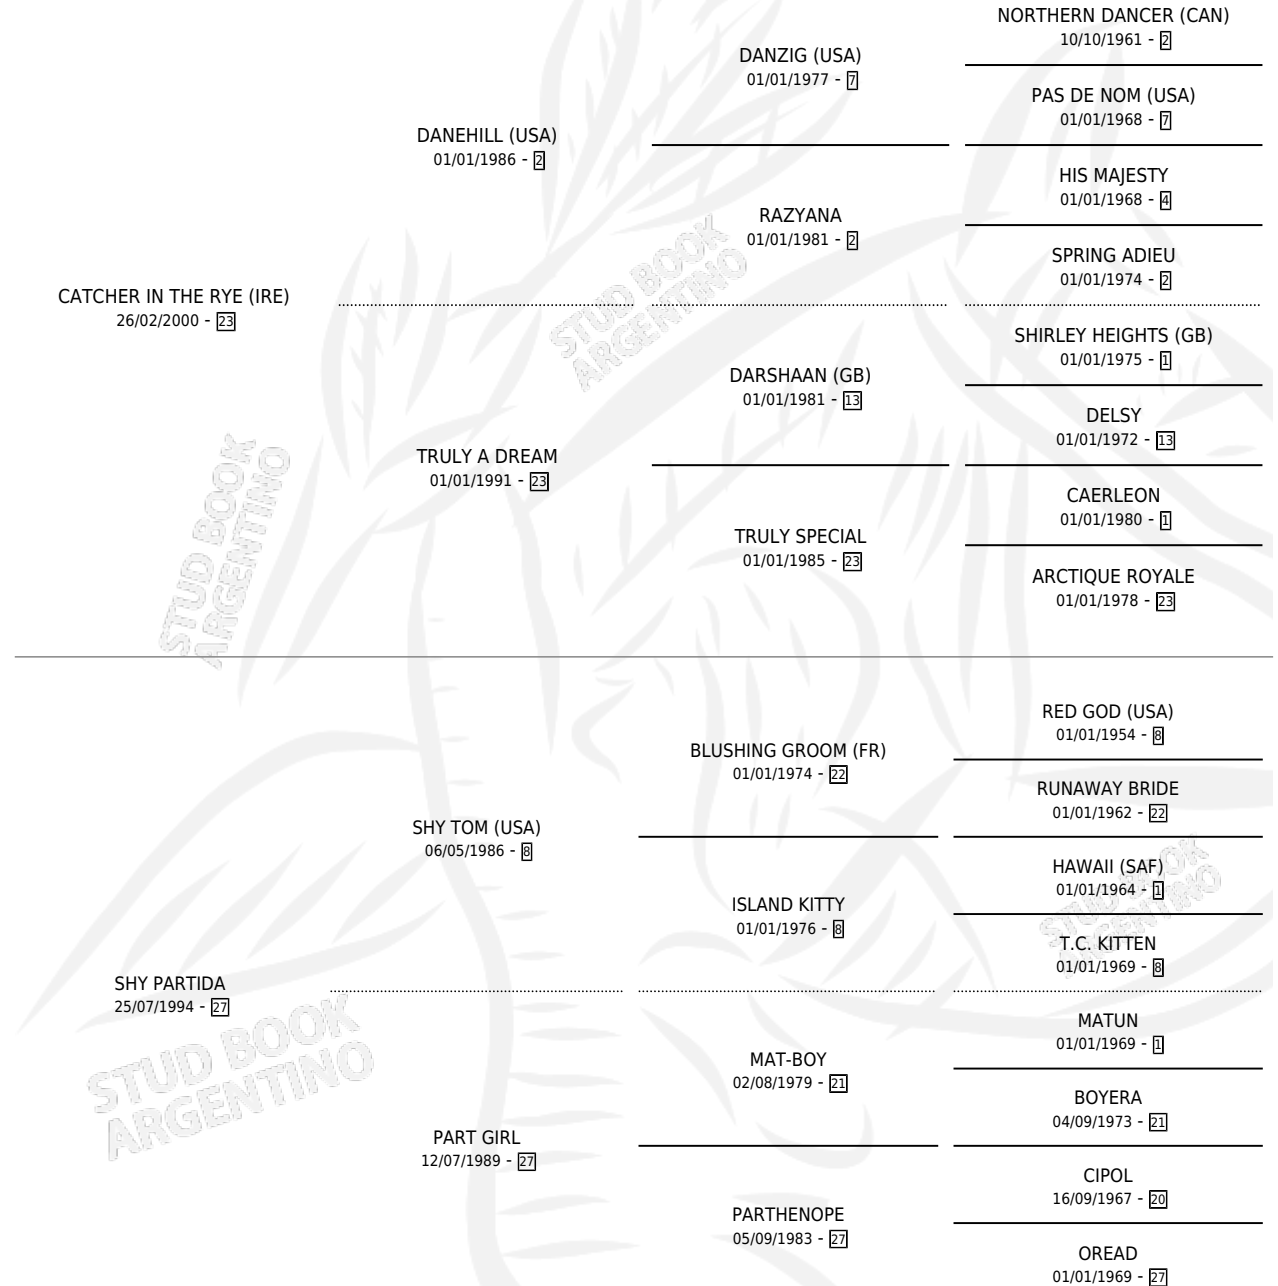 NORTHERN DANCER (CAN)
10/10/1961 - 2
DANZIG (USA)
01/01/1977 - 7
PAS DE NOM (USA)
01/01/1968 - 7
DANEHILL (USA)
01/01/1986 - 2
HIS MAJESTY
01/01/1968 - 4
RAZYANA
01/01/1981 - 2
SPRING ADIEU
01/01/1974 - 2
CATCHER IN THE RYE (IRE)
26/02/2000 - 23
SHIRLEY HEIGHTS (GB)
01/01/1975 - 1
DARSHAAN (GB)
01/01/1981 - 13
DELSY
01/01/1972 - 13
TRULY A DREAM
01/01/1991 - 23
CAERLEON
01/01/1980 - 1
TRULY SPECIAL
01/01/1985 - 23
ARCTIQUE ROYALE
01/01/1978 - 23
RED GOD (USA)
01/01/1954 - 8
BLUSHING GROOM (FR)
01/01/1974 - 22
RUNAWAY BRIDE
01/01/1962 - 22
SHY TOM (USA)
06/05/1986 - 8
HAWAII (SAF)
01/01/1964 - 1
ISLAND KITTY
01/01/1976 - 8
T.C. KITTEN
01/01/1969 - 8
SHY PARTIDA
25/07/1994 - 27
MATUN
01/01/1969 - 1
MAT-BOY
02/08/1979 - 21
BOYERA
04/09/1973 - 21
PART GIRL
12/07/1989 - 27
CIPOL
16/09/1967 - 20
PARTHENOPE
05/09/1983 - 27
OREAD
01/01/1969 - 27
STUD BOOK
ARGENTINO
STUD BOOK
ARGENTINO
STUD BOOK
ARGENTINO
STUD BOOK
ARGENTINO